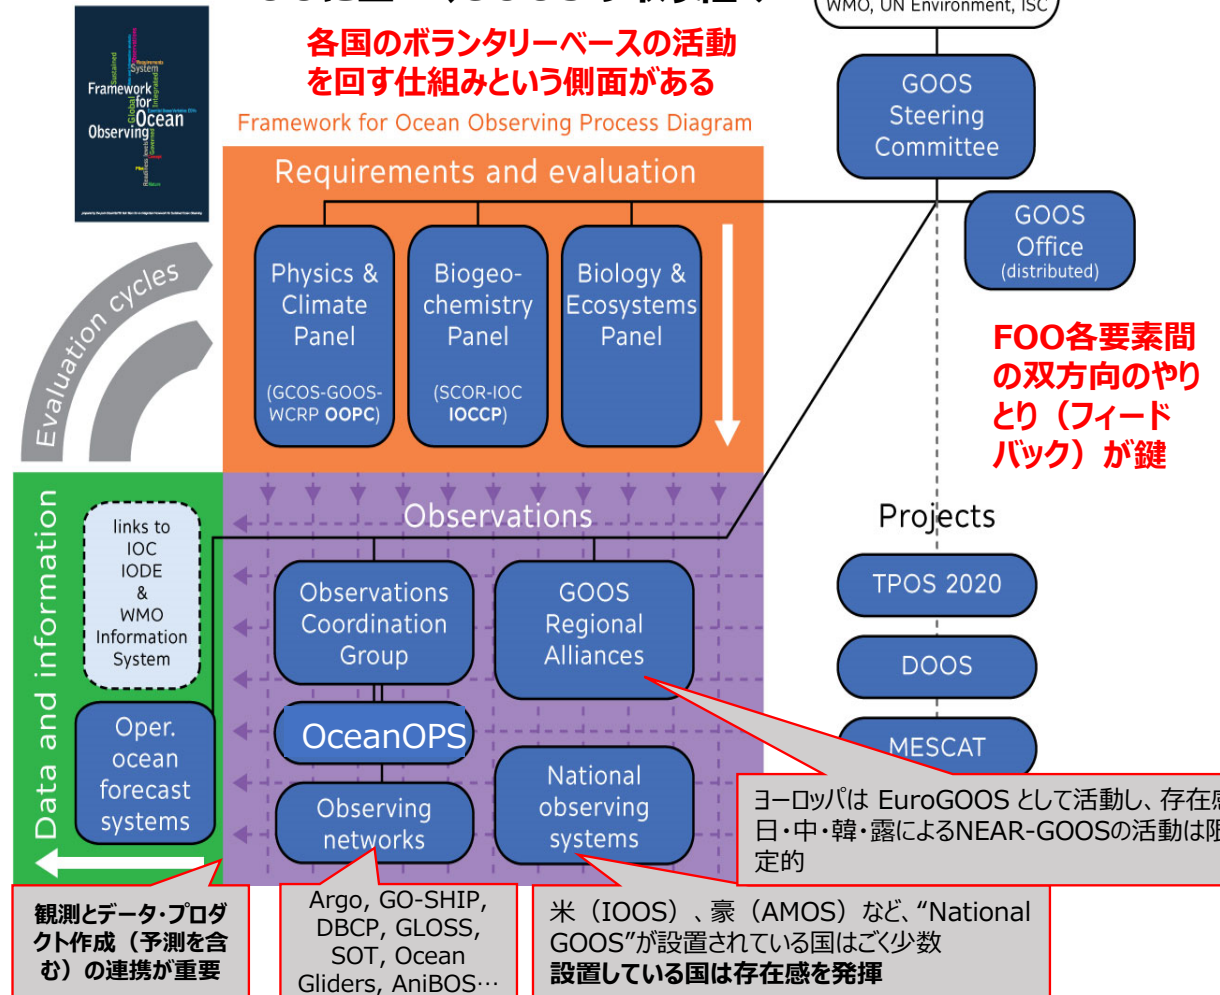 WMO, UN Environment, ISC
各国のボランタリーベースの活動
を回す仕組みという側面がある
Framework for Ocean Observing Process Diagram
Framework
for
Ocean
Observing
System
Sustained
Global
Integrated
GOOS
Steering
Committee
GOOS
Office
(distributed)
Requirements and evaluation
Physics &
Climate
Panel
(GCOS-GOOS-
WCRP OOPC)
Biogeo-
chemistry
Panel
(SCOR-IOC
IOCCP)
Biology &
Ecosystems
Panel
Evaluation cycles
FOO各要素間
の双方向のやり
とり（フィード
バック）が鍵
Data and information
links to
IOC
IODE
&
WMO
Information
System
Oper.
ocean
forecast
systems
Observations
Observations
Coordination
Group
OceanOPS
Observing
networks
GOOS
Regional
Alliances
National
observing
systems
Projects
TPOS 2020
DOOS
MESCAT
ヨーロッパは EuroGOOS として活動し、存在感
日・中・韓・露によるNEAR-GOOSの活動は限
定的
観測とデータ・プロダ
クト作成（予測を含
む）の連携が重要
Argo, GO-SHIP,
DBCP, GLOSS,
SOT, Ocean
Gliders, AniBOS…
米（IOOS）、豪（AMOS）など、“National
GOOS”が設置されている国はごく少数
設置している国は存在感を発揮